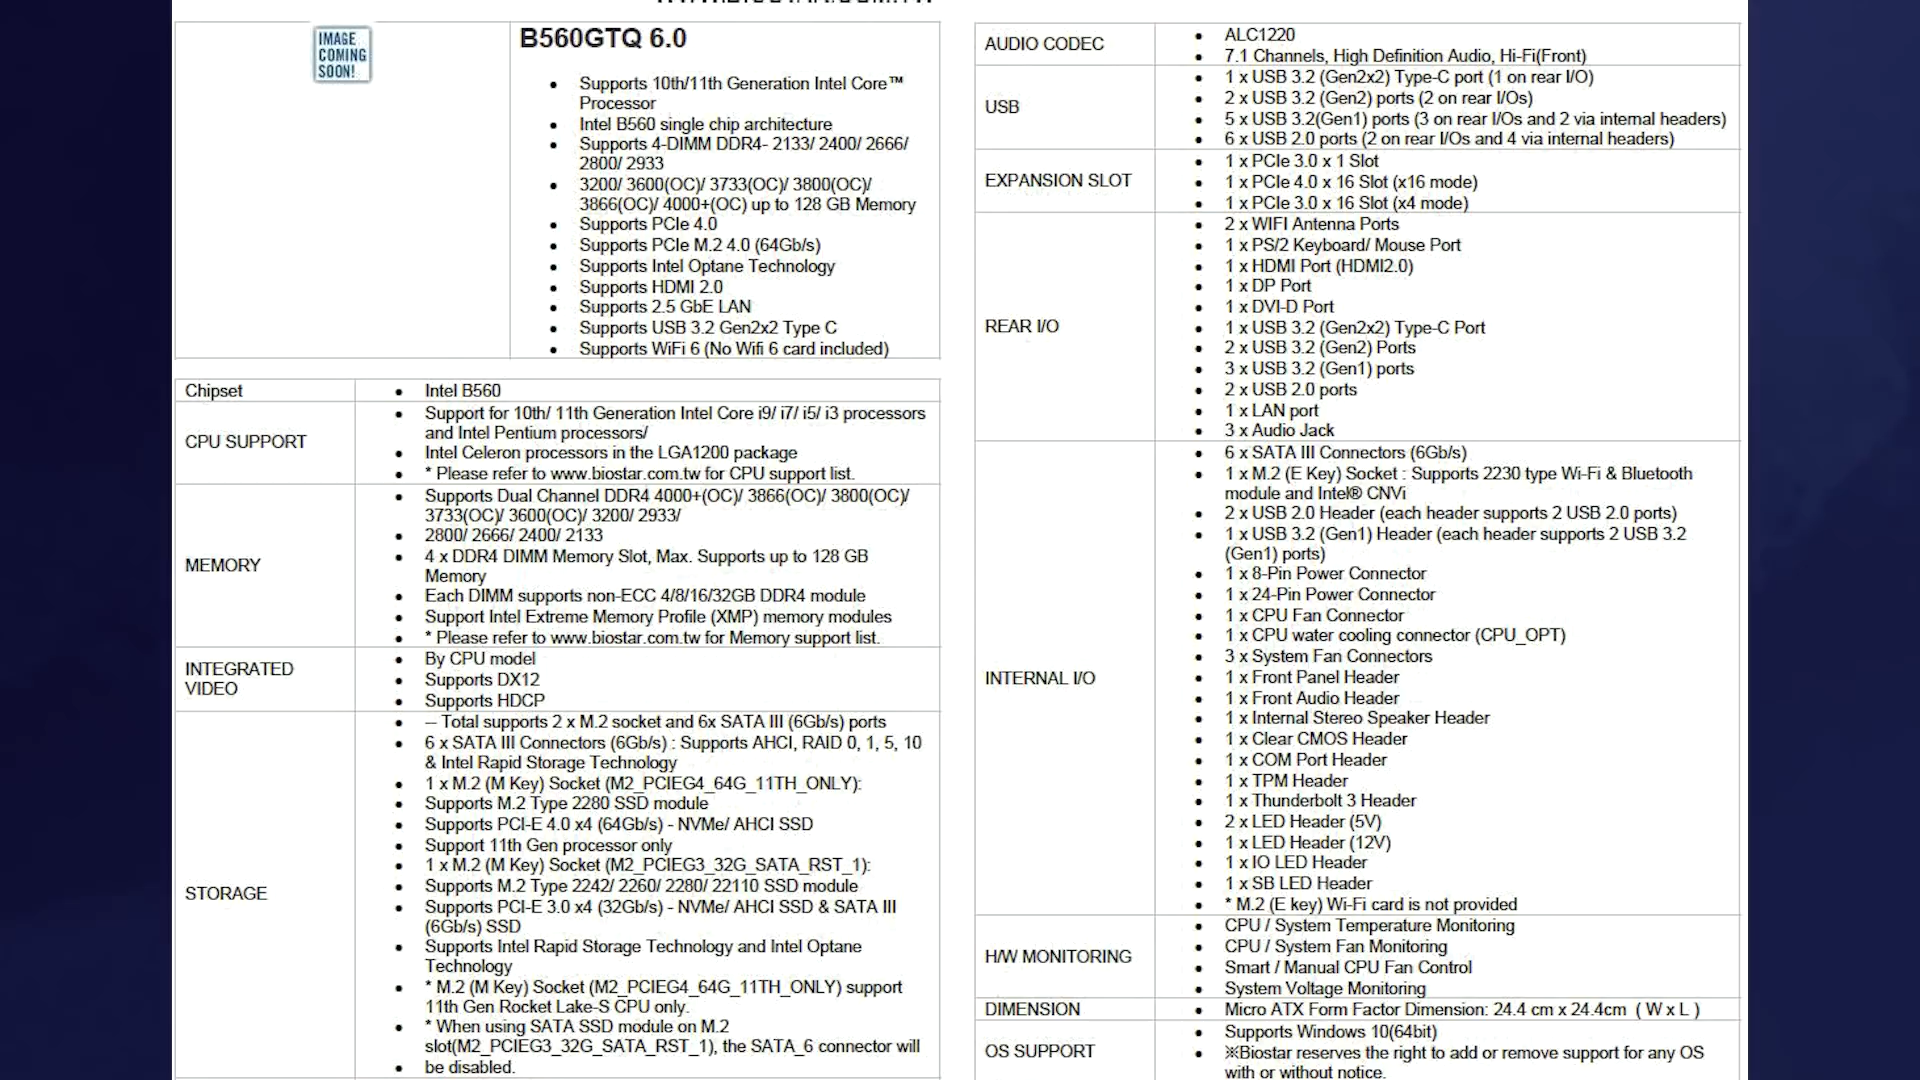 IMAGE
COMING
SOON!
B560GTQ 6.0
• Supports 10th/11th Generation Intel Core™
Processor
• Intel B560 single chip architecture
• Supports 4-DIMM DDR4- 2133/ 2400/ 2666/
2800/ 2933
• 3200/ 3600(OC)/ 3733(OC)/ 3800(OC)/
3866(OC)/ 4000+(OC) up to 128 GB Memory
• Supports PCIe 4.0
• Supports PCIe M.2 4.0 (64Gb/s)
• Supports Intel Optane Technology
• Supports HDMI 2.0
• Supports 2.5 GbE LAN
• Supports USB 3.2 Gen2x2 Type C
• Supports WiFi 6 (No Wifi 6 card included)
Chipset
• Intel B560
CPU SUPPORT
• Support for 10th/ 11th Generation Intel Core i9/ i7/ i5/ i3 processors
and Intel Pentium processors/
• Intel Celeron processors in the LGA1200 package
• * Please refer to www.biostar.com.tw for CPU support list.
MEMORY
• Supports Dual Channel DDR4 4000+(OC)/ 3866(OC)/ 3800(OC)/
3733(OC)/ 3600(OC)/ 3200/ 2933/
• 2800/ 2666/ 2400/ 2133
• 4 x DDR4 DIMM Memory Slot, Max. Supports up to 128 GB
Memory
• Each DIMM supports non-ECC 4/8/16/32GB DDR4 module
• Support Intel Extreme Memory Profile (XMP) memory modules
• * Please refer to www.biostar.com.tw for Memory support list.
INTEGRATED
VIDEO
• By CPU model
• Supports DX12
• Supports HDCP
STORAGE
• -- Total supports 2 x M.2 socket and 6x SATA III (6Gb/s) ports
• 6 x SATA III Connectors (6Gb/s) : Supports AHCI, RAID 0, 1, 5, 10
& Intel Rapid Storage Technology
• 1 x M.2 (M Key) Socket (M2_PCIEG4_64G_11TH_ONLY):
• Supports M.2 Type 2280 SSD module
• Supports PCI-E 4.0 x4 (64Gb/s) - NVMe/ AHCI SSD
• Support 11th Gen processor only
• 1 x M.2 (M Key) Socket (M2_PCIEG3_32G_SATA_RST_1):
• Supports M.2 Type 2242/ 2260/ 2280/ 22110 SSD module
• Supports PCI-E 3.0 x4 (32Gb/s) - NVMe/ AHCI SSD & SATA III
(6Gb/s) SSD
• Supports Intel Rapid Storage Technology and Intel Optane
Technology
• * M.2 (M Key) Socket (M2_PCIEG4_64G_11TH_ONLY) support
11th Gen Rocket Lake-S CPU only.
• * When using SATA SSD module on M.2
slot(M2_PCIEG3_32G_SATA_RST_1), the SATA_6 connector will
• be disabled.
AUDIO CODEC
• ALC1220
• 7.1 Channels, High Definition Audio, Hi-Fi(Front)
USB
• 1 x USB 3.2 (Gen2x2) Type-C port (1 on rear I/O)
• 2 x USB 3.2 (Gen2) ports (2 on rear I/Os)
• 5 x USB 3.2(Gen1) ports (3 on rear I/Os and 2 via internal headers)
• 6 x USB 2.0 ports (2 on rear I/Os and 4 via internal headers)
EXPANSION SLOT
• 1 x PCIe 3.0 x 1 Slot
• 1 x PCIe 4.0 x 16 Slot (x16 mode)
• 1 x PCIe 3.0 x 16 Slot (x4 mode)
REAR I/O
• 2 x WIFI Antenna Ports
• 1 x PS/2 Keyboard/ Mouse Port
• 1 x HDMI Port (HDMI2.0)
• 1 x DP Port
• 1 x DVI-D Port
• 1 x USB 3.2 (Gen2x2) Type-C Port
• 2 x USB 3.2 (Gen2) Ports
• 3 x USB 3.2 (Gen1) ports
• 2 x USB 2.0 ports
• 1 x LAN port
• 3 x Audio Jack
INTERNAL I/O
• 6 x SATA III Connectors (6Gb/s)
• 1 x M.2 (E Key) Socket : Supports 2230 type Wi-Fi & Bluetooth
module and Intel® CNVi
• 2 x USB 2.0 Header (each header supports 2 USB 2.0 ports)
• 1 x USB 3.2 (Gen1) Header (each header supports 2 USB 3.2
(Gen1) ports)
• 1 x 8-Pin Power Connector
• 1 x 24-Pin Power Connector
• 1 x CPU Fan Connector
• 1 x CPU water cooling connector (CPU_OPT)
• 3 x System Fan Connectors
• 1 x Front Panel Header
• 1 x Front Audio Header
• 1 x Internal Stereo Speaker Header
• 1 x Clear CMOS Header
• 1 x COM Port Header
• 1 x TPM Header
• 1 x Thunderbolt 3 Header
• 2 x LED Header (5V)
• 1 x LED Header (12V)
• 1 x IO LED Header
• 1 x SB LED Header
• * M.2 (E key) Wi-Fi card is not provided
H/W MONITORING
• CPU / System Temperature Monitoring
• CPU / System Fan Monitoring
• Smart / Manual CPU Fan Control
• System Voltage Monitoring
DIMENSION
• Micro ATX Form Factor Dimension: 24.4 cm x 24.4cm ( W x L )
OS SUPPORT
• Supports Windows 10(64bit)
• ※Biostar reserves the right to add or remove support for any OS
with or without notice.